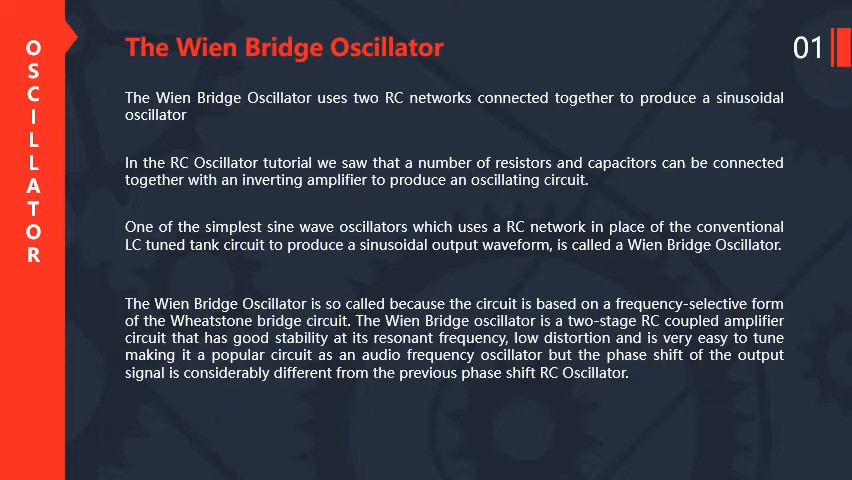 OSCILLATOR
The Wien Bridge Oscillator
01
The Wien Bridge Oscillator uses two RC networks connected together to produce a sinusoidal
oscillator
In the RC Oscillator tutorial we saw that a number of resistors and capacitors can be connected
together with an inverting amplifier to produce an oscillating circuit.
One of the simplest sine wave oscillators which uses a RC network in place of the conventional
LC tuned tank circuit to produce a sinusoidal output waveform, is called a Wien Bridge Oscillator.
The Wien Bridge Oscillator is so called because the circuit is based on a frequency-selective form
of the Wheatstone bridge circuit. The Wien Bridge oscillator is a two-stage RC coupled amplifier
circuit that has good stability at its resonant frequency, low distortion and is very easy to tune
making it a popular circuit as an audio frequency oscillator but the phase shift of the output
signal is considerably different from the previous phase shift RC Oscillator.